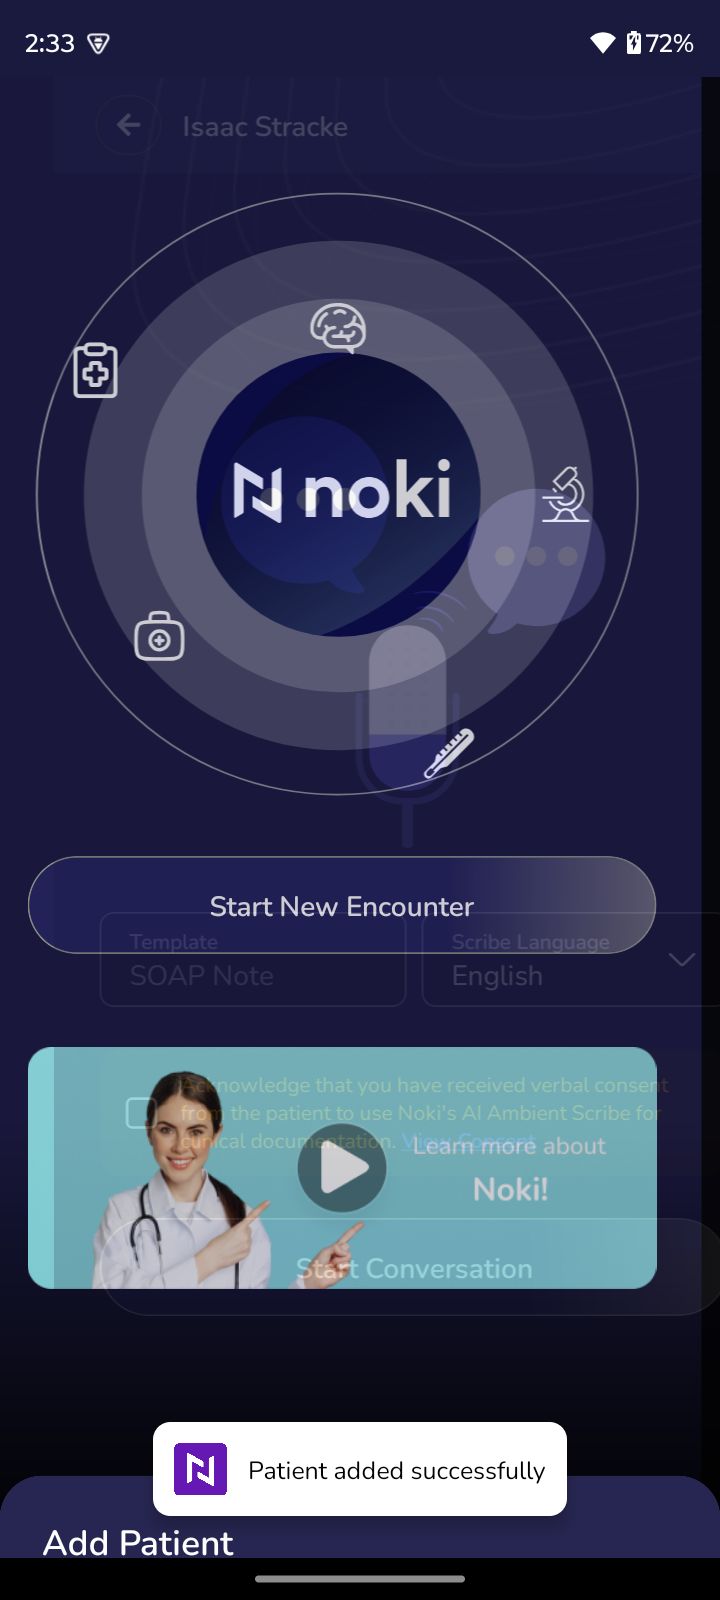 2:33
72%
Isaac Stracke
noki
Start New Encounter
Template
Scribe Language
SOAP Note
English
Acknowledge that you have received verbal consent
from the patient to use Noki's AI Ambient Scribe for
clinical documentation. View Consent
Learn more about
Noki!
Start Conversation
Patient added successfully
Add Patient